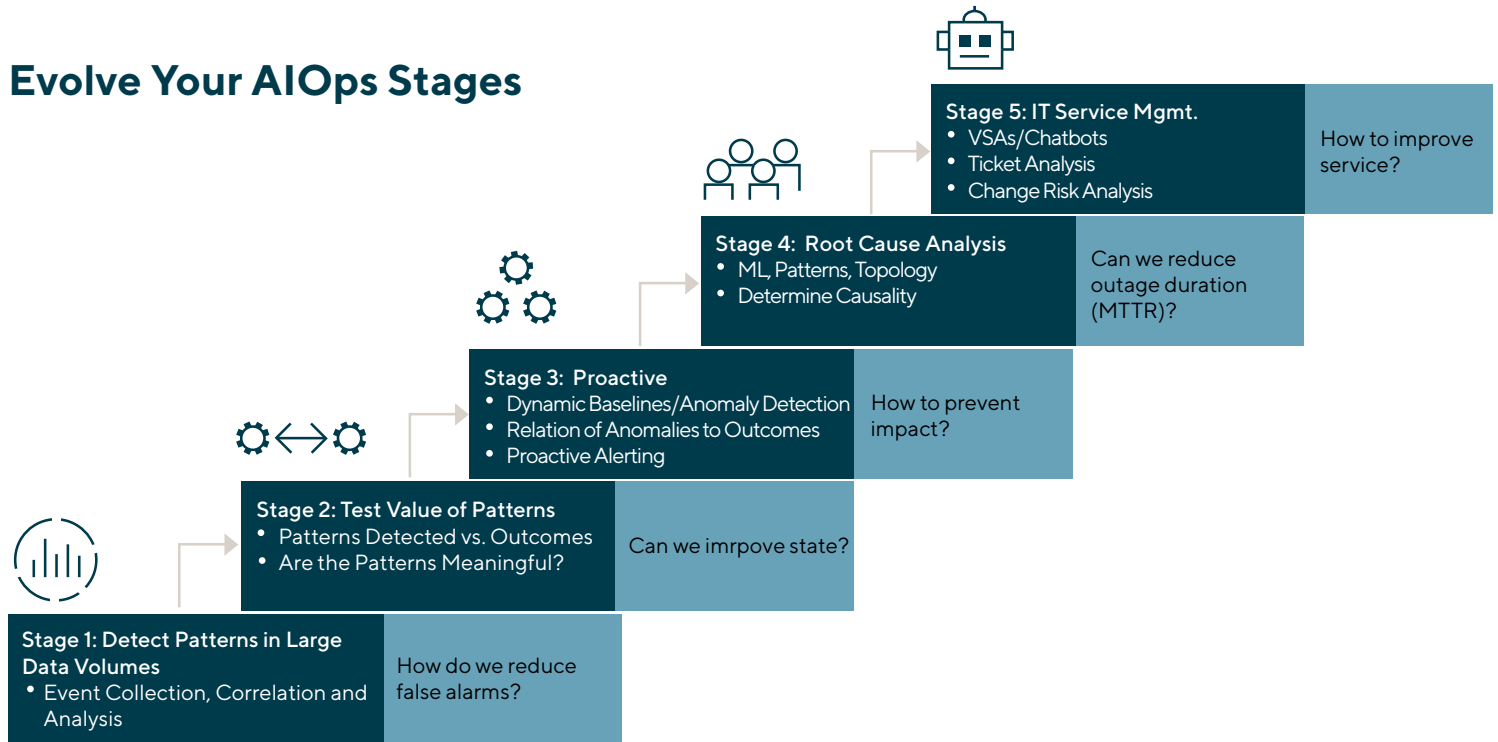 Evolve Your AIOps Stages
Stage 5: IT Service Mgmt.
• VSAs/Chatbots
• Ticket Analysis
• Change Risk Analysis
How to improve
service?
Stage 4: Root Cause Analysis
• ML, Patterns, Topology
• Determine Causality
Can we reduce
outage duration
(MTTR)?
Stage 3: Proactive
• Dynamic Baselines/Anomaly Detection
• Relation of Anomalies to Outcomes
• Proactive Alerting
How to prevent
impact?
Stage 2: Test Value of Patterns
• Patterns Detected vs. Outcomes
• Are the Patterns Meaningful?
Can we imrpove state?
Stage 1: Detect Patterns in Large
Data Volumes
• Event Collection, Correlation and
Analysis
How do we reduce
false alarms?